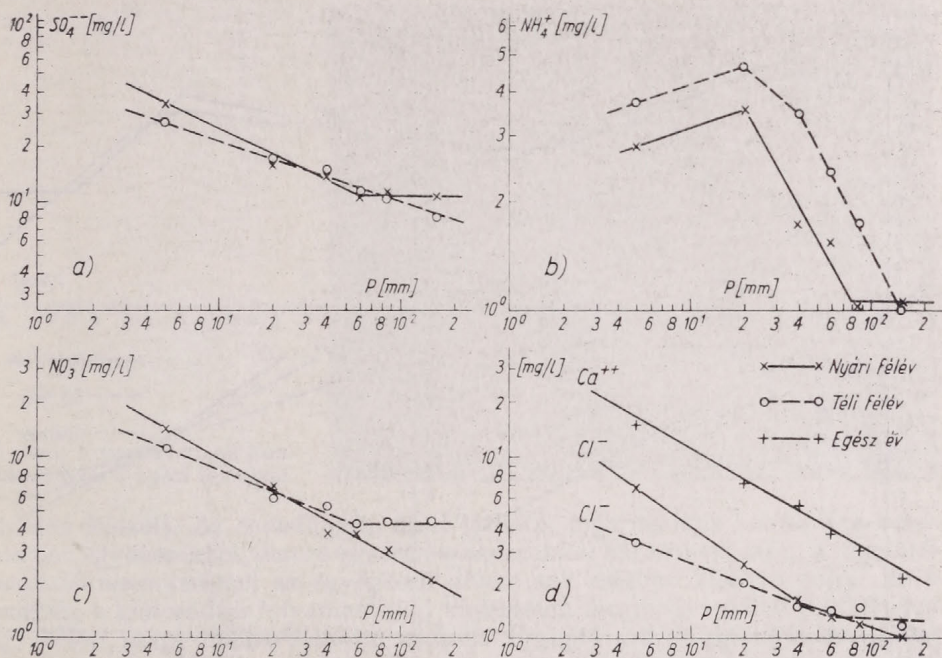 SO₄⁻⁻ [mg/l]
10²
8
6
4
3
2
10¹
8
6
4
3
a)
P [mm]
10⁰ 2 3 4 6 8 10¹ 2 3 4 6 8 10² 2
NH₄⁺ [mg/l]
6
5
4
3
2
10⁰
b)
P [mm]
10⁰ 2 3 4 6 8 10¹ 2 3 4 6 8 10² 2
NO₃⁻ [mg/l]
3
2
10¹
8
6
4
3
2
10⁰
c)
P [mm]
10⁰ 2 3 4 6 8 10¹ 2 3 4 6 8 10² 2
[mg/l]
3
2
10¹
8
6
4
3
2
10⁰
Ca⁺⁺
Cl⁻
Cl⁻
Nyári félév
Téli félév
Egész év
d)
P [mm]
10⁰ 2 3 4 6 8 10¹ 2 3 4 6 8 10² 2